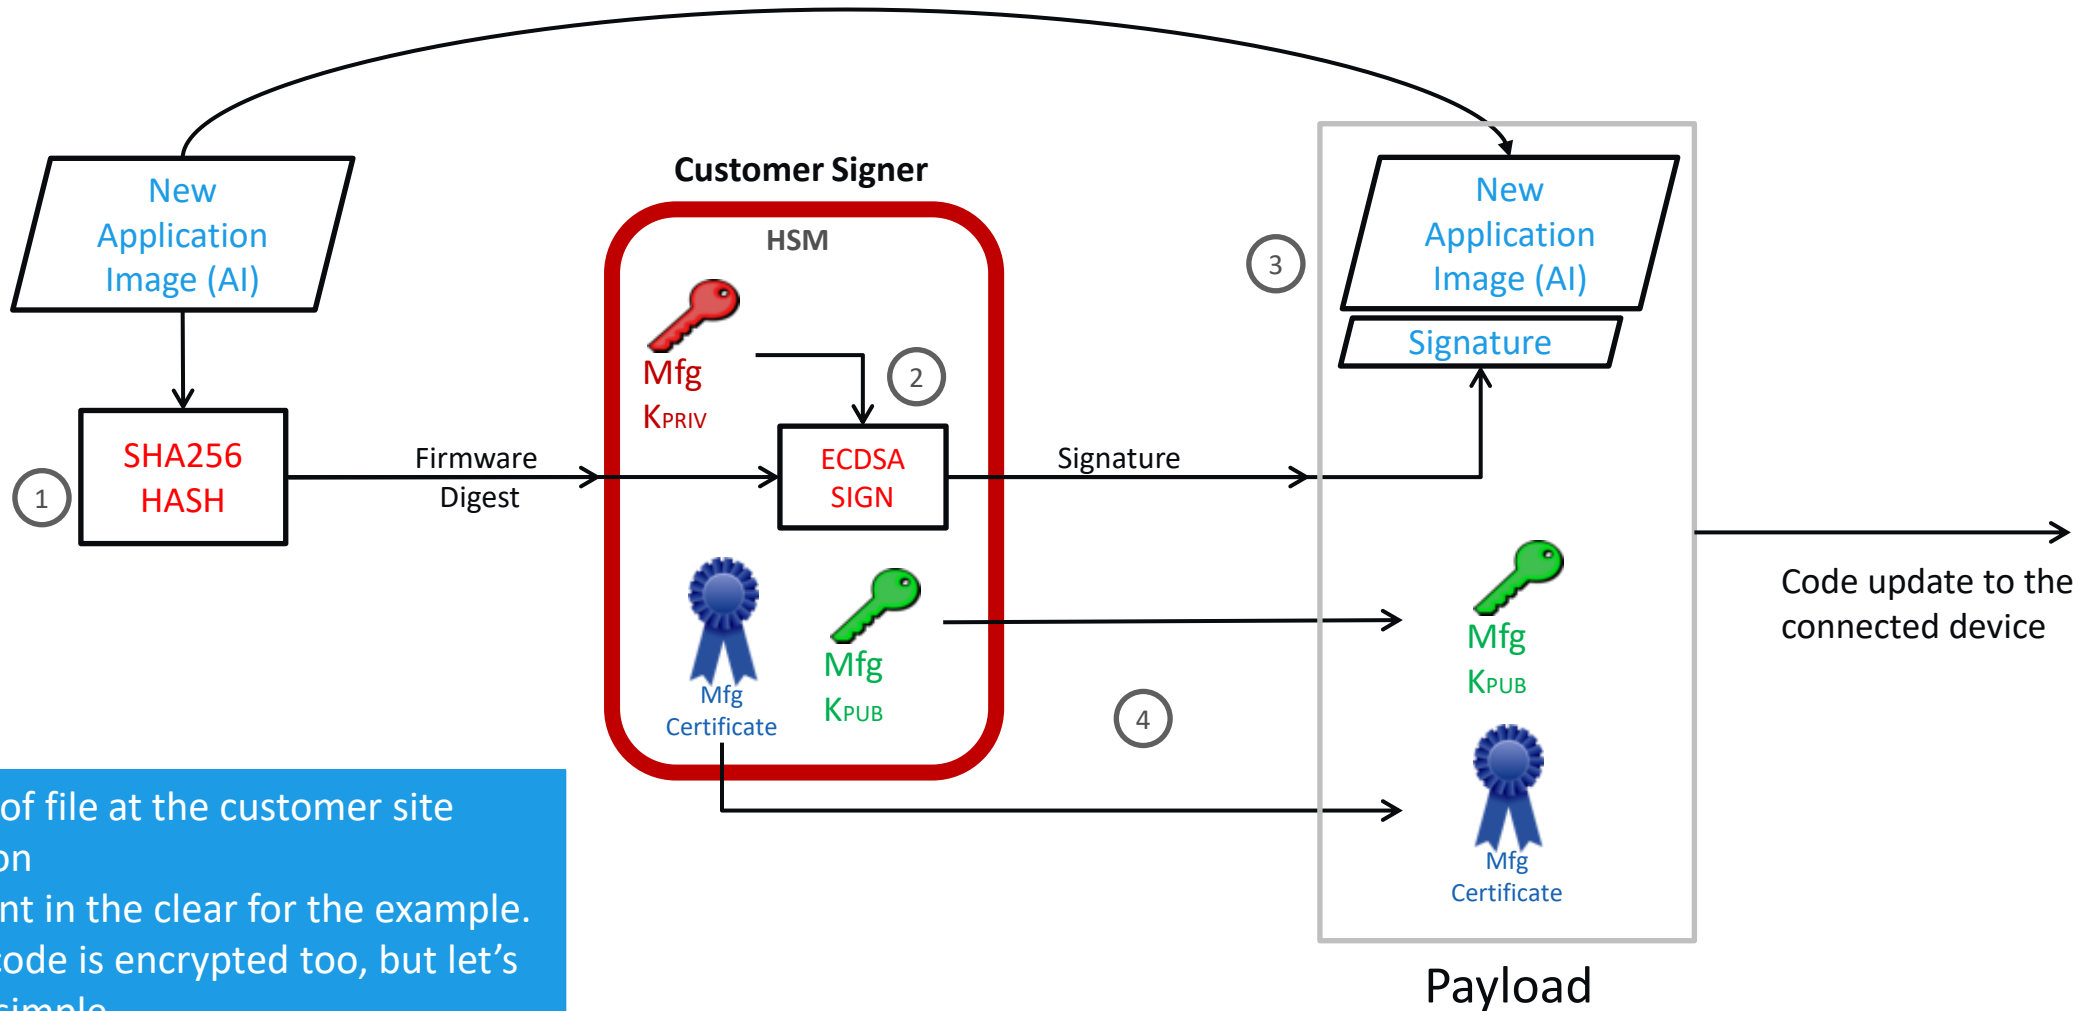 New
Application
Image (AI)
1
SHA256
HASH
Firmware
Digest
Customer Signer
HSM
Mfg
KPRIV
2
ECDSA
SIGN
Mfg
Certificate
Mfg
KPUB
Signature
3
New
Application
Image (AI)
Signature
4
Mfg
KPUB
Mfg
Certificate
Payload
Code update to the
connected device
of file at the customer site
on
nt in the clear for the example.
code is encrypted too, but let’s
simple